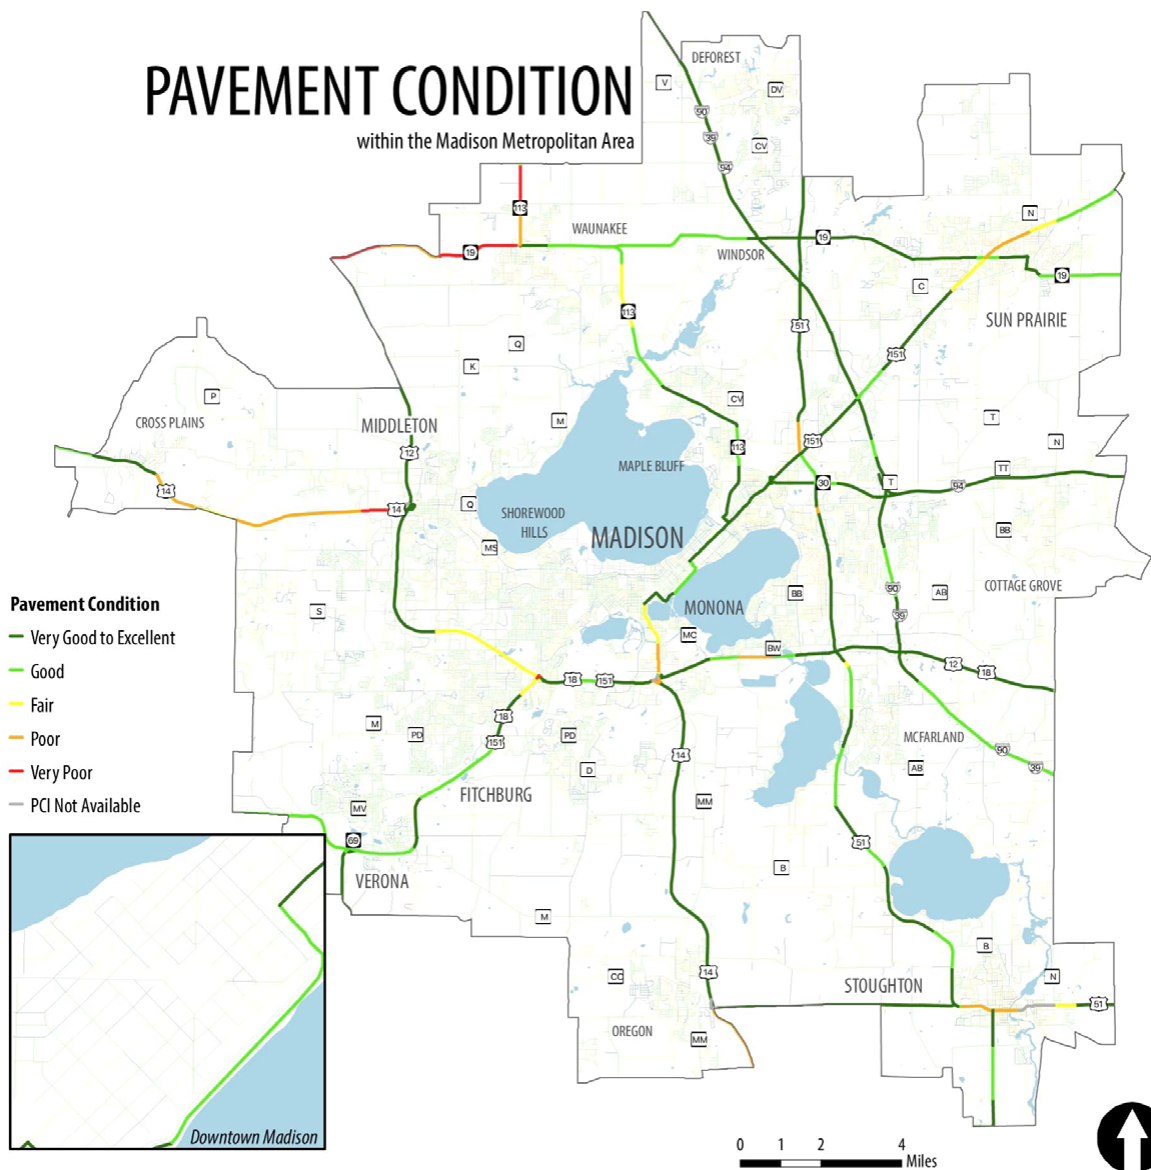 PAVEMENT CONDITION
within the Madison Metropolitan Area
DEFOREST
V
DV
90
39
CV
94
113
N
WAUNAKEE
19
19
WINDSOR
19
C
113
SUN PRAIRIE
51
Q
151
K
P
CV
CROSS PLAINS
MIDDLETON
M
T
N
151
113
12
MAPLE BLUFF
TT
14
30
T
94
Q
14
SHOREWOOD
HILLS
MADISON
BB
MS
90
COTTAGE GROVE
AB
BB
Pavement Condition
Very Good to Excellent
Good
Fair
Poor
Very Poor
PCI Not Available
S
MONONA
39
MC
BW
12
18
18
151
18
M
PD
151
PD
MCFARLAND
90
14
39
D
AB
FITCHBURG
MM
MV
69
51
VERONA
B
M
B
14
CC
STOUGHTON
N
51
OREGON
MM
Downtown Madison
0
1
2
4
Miles